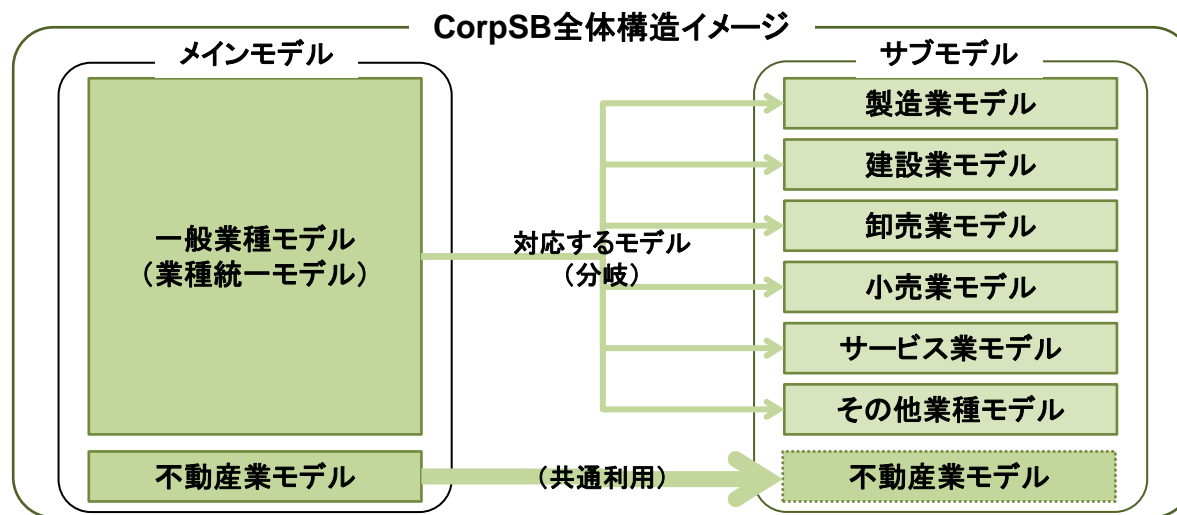 CorpSB全体構造イメージ
メインモデル
サブモデル
一般業種モデル
（業種統一モデル）
対応するモデル
（分岐）
製造業モデル
建設業モデル
卸売業モデル
小売業モデル
サービス業モデル
その他業種モデル
不動産業モデル
（共通利用）
不動産業モデル